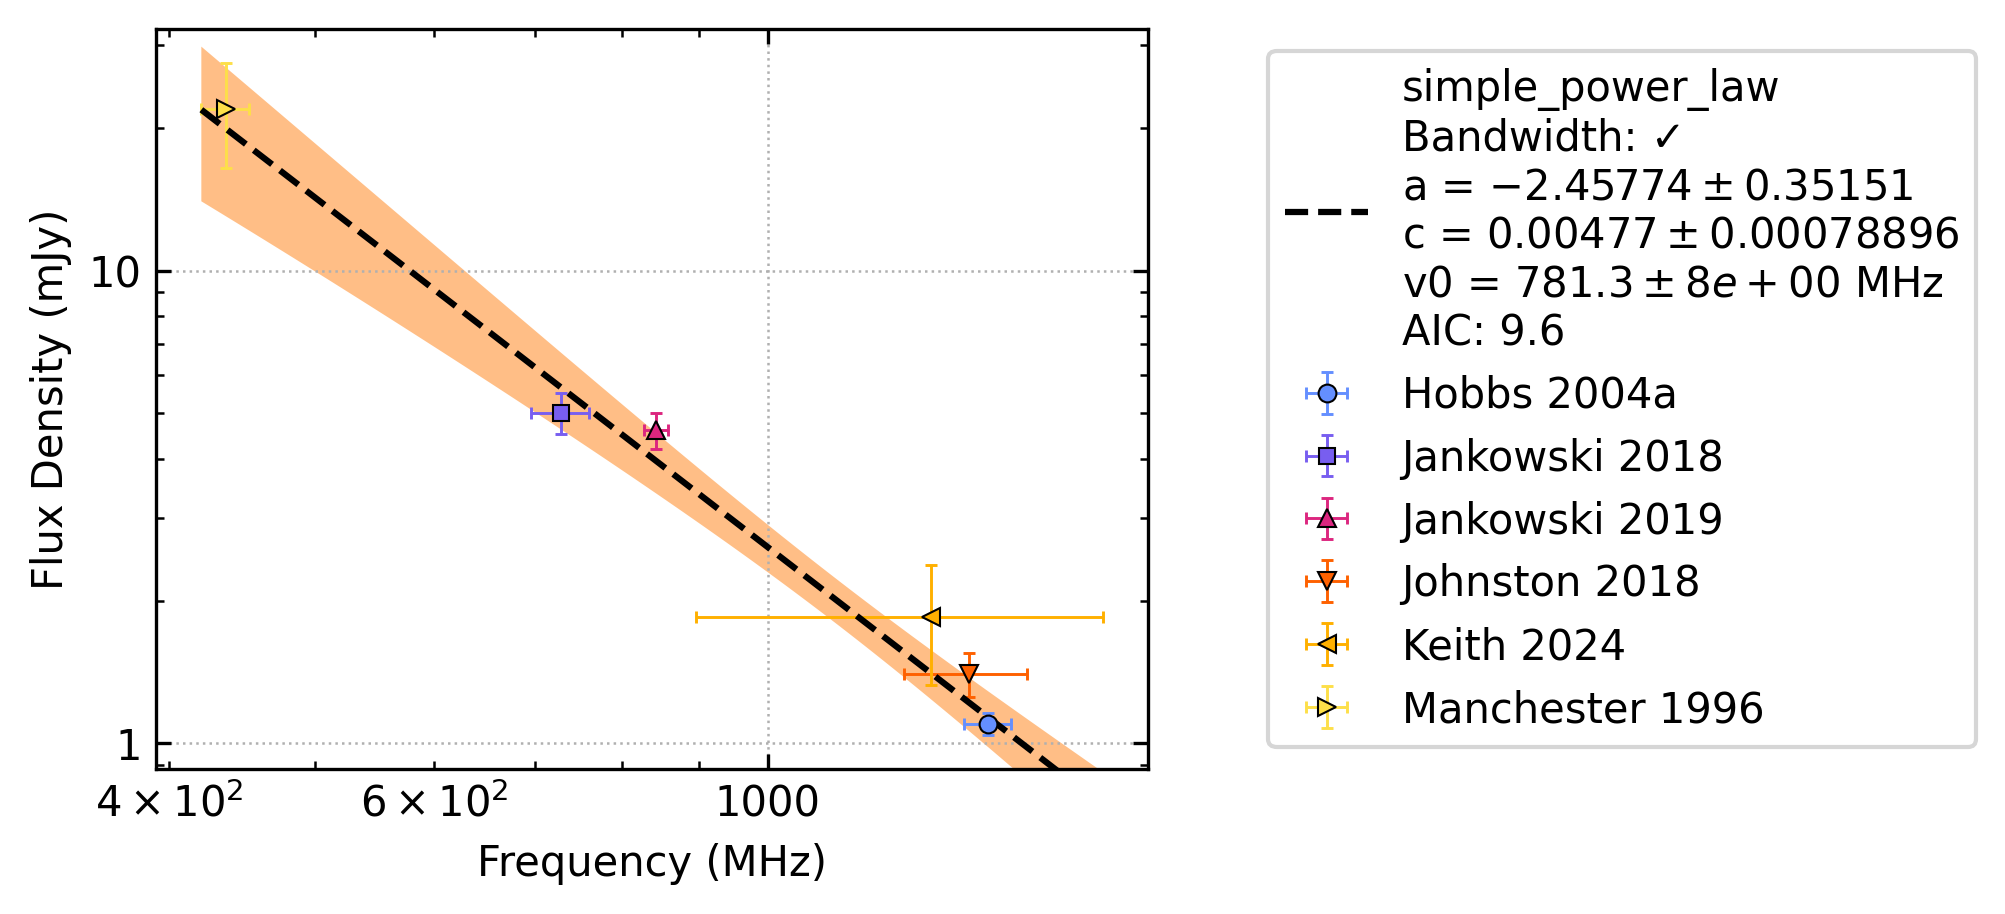 Flux Density (mJy)
10
1
4 × 10²
6 × 10²
1000
Frequency (MHz)
simple_power_law
Bandwidth: ✓
a = −2.45774 ± 0.35151
c = 0.00477 ± 0.00078896
v0 = 781.3 ± 8e + 00 MHz
AIC: 9.6
Hobbs 2004a
Jankowski 2018
Jankowski 2019
Johnston 2018
Keith 2024
Manchester 1996